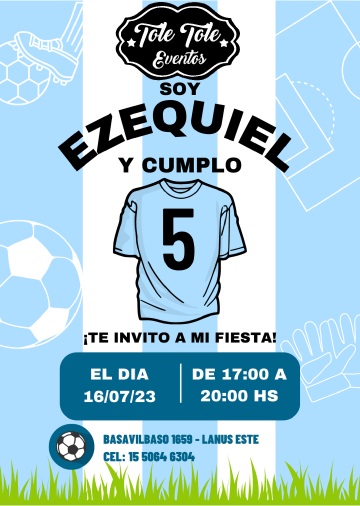 Tole Tole
Eventos
SOY
EZEQUIEL
Y CUMPLO
5
¡TE INVITO A MI FIESTA!
EL DIA
16/07/23
DE 17:00 A
20:00 HS
BASAVILBASO 1659 - LANUS ESTE
CEL: 15 5064 6304